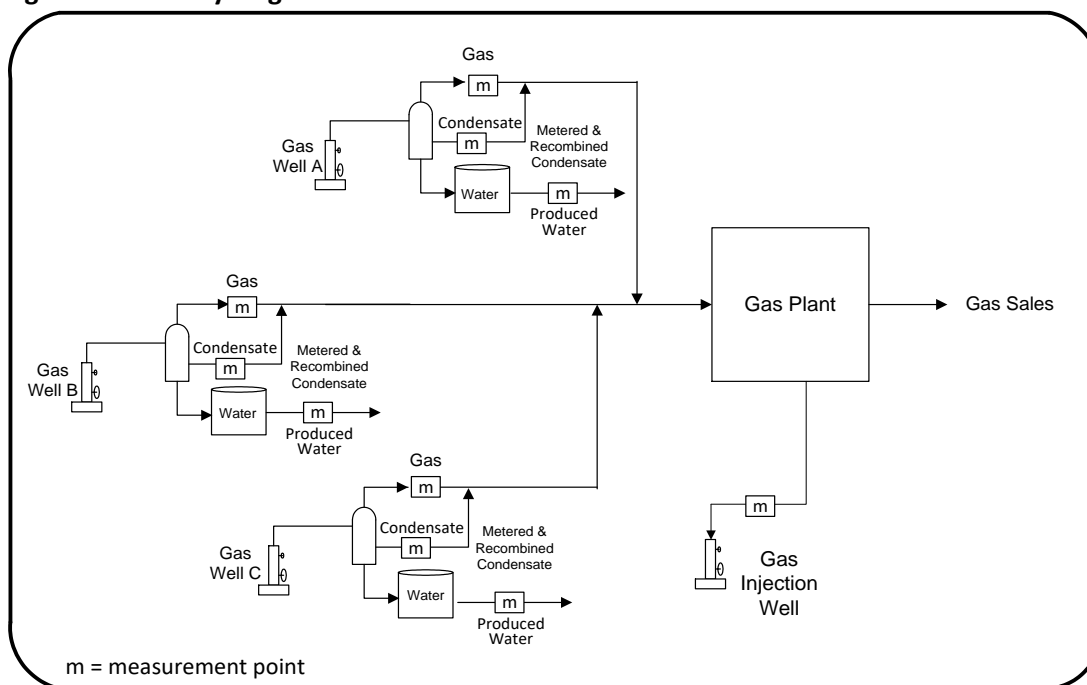 Gas
m
Condensate
m
Metered &
Recombined
Condensate
Gas
Well A
Water
m
Produced
Water
Gas
m
Condensate
m
Metered &
Recombined
Condensate
Gas
Well B
Water
m
Produced
Water
Gas
m
Condensate
m
Metered &
Recombined
Condensate
Gas
Well C
Water
m
Produced
Water
Gas Plant
Gas Sales
m
Gas
Injection
Well
m = measurement point